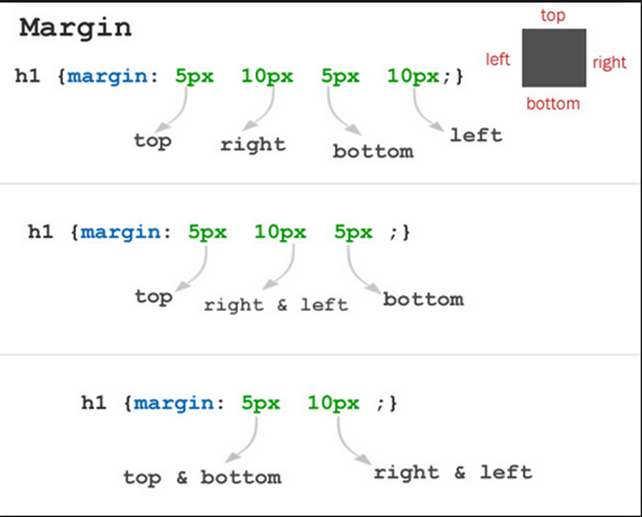 Margin
top
left
right
bottom
h1 {margin: 5px 10px 5px 10px;}
top right bottom left
h1 {margin: 5px 10px 5px ;}
top right & left bottom
h1 {margin: 5px 10px ;}
top & bottom right & left